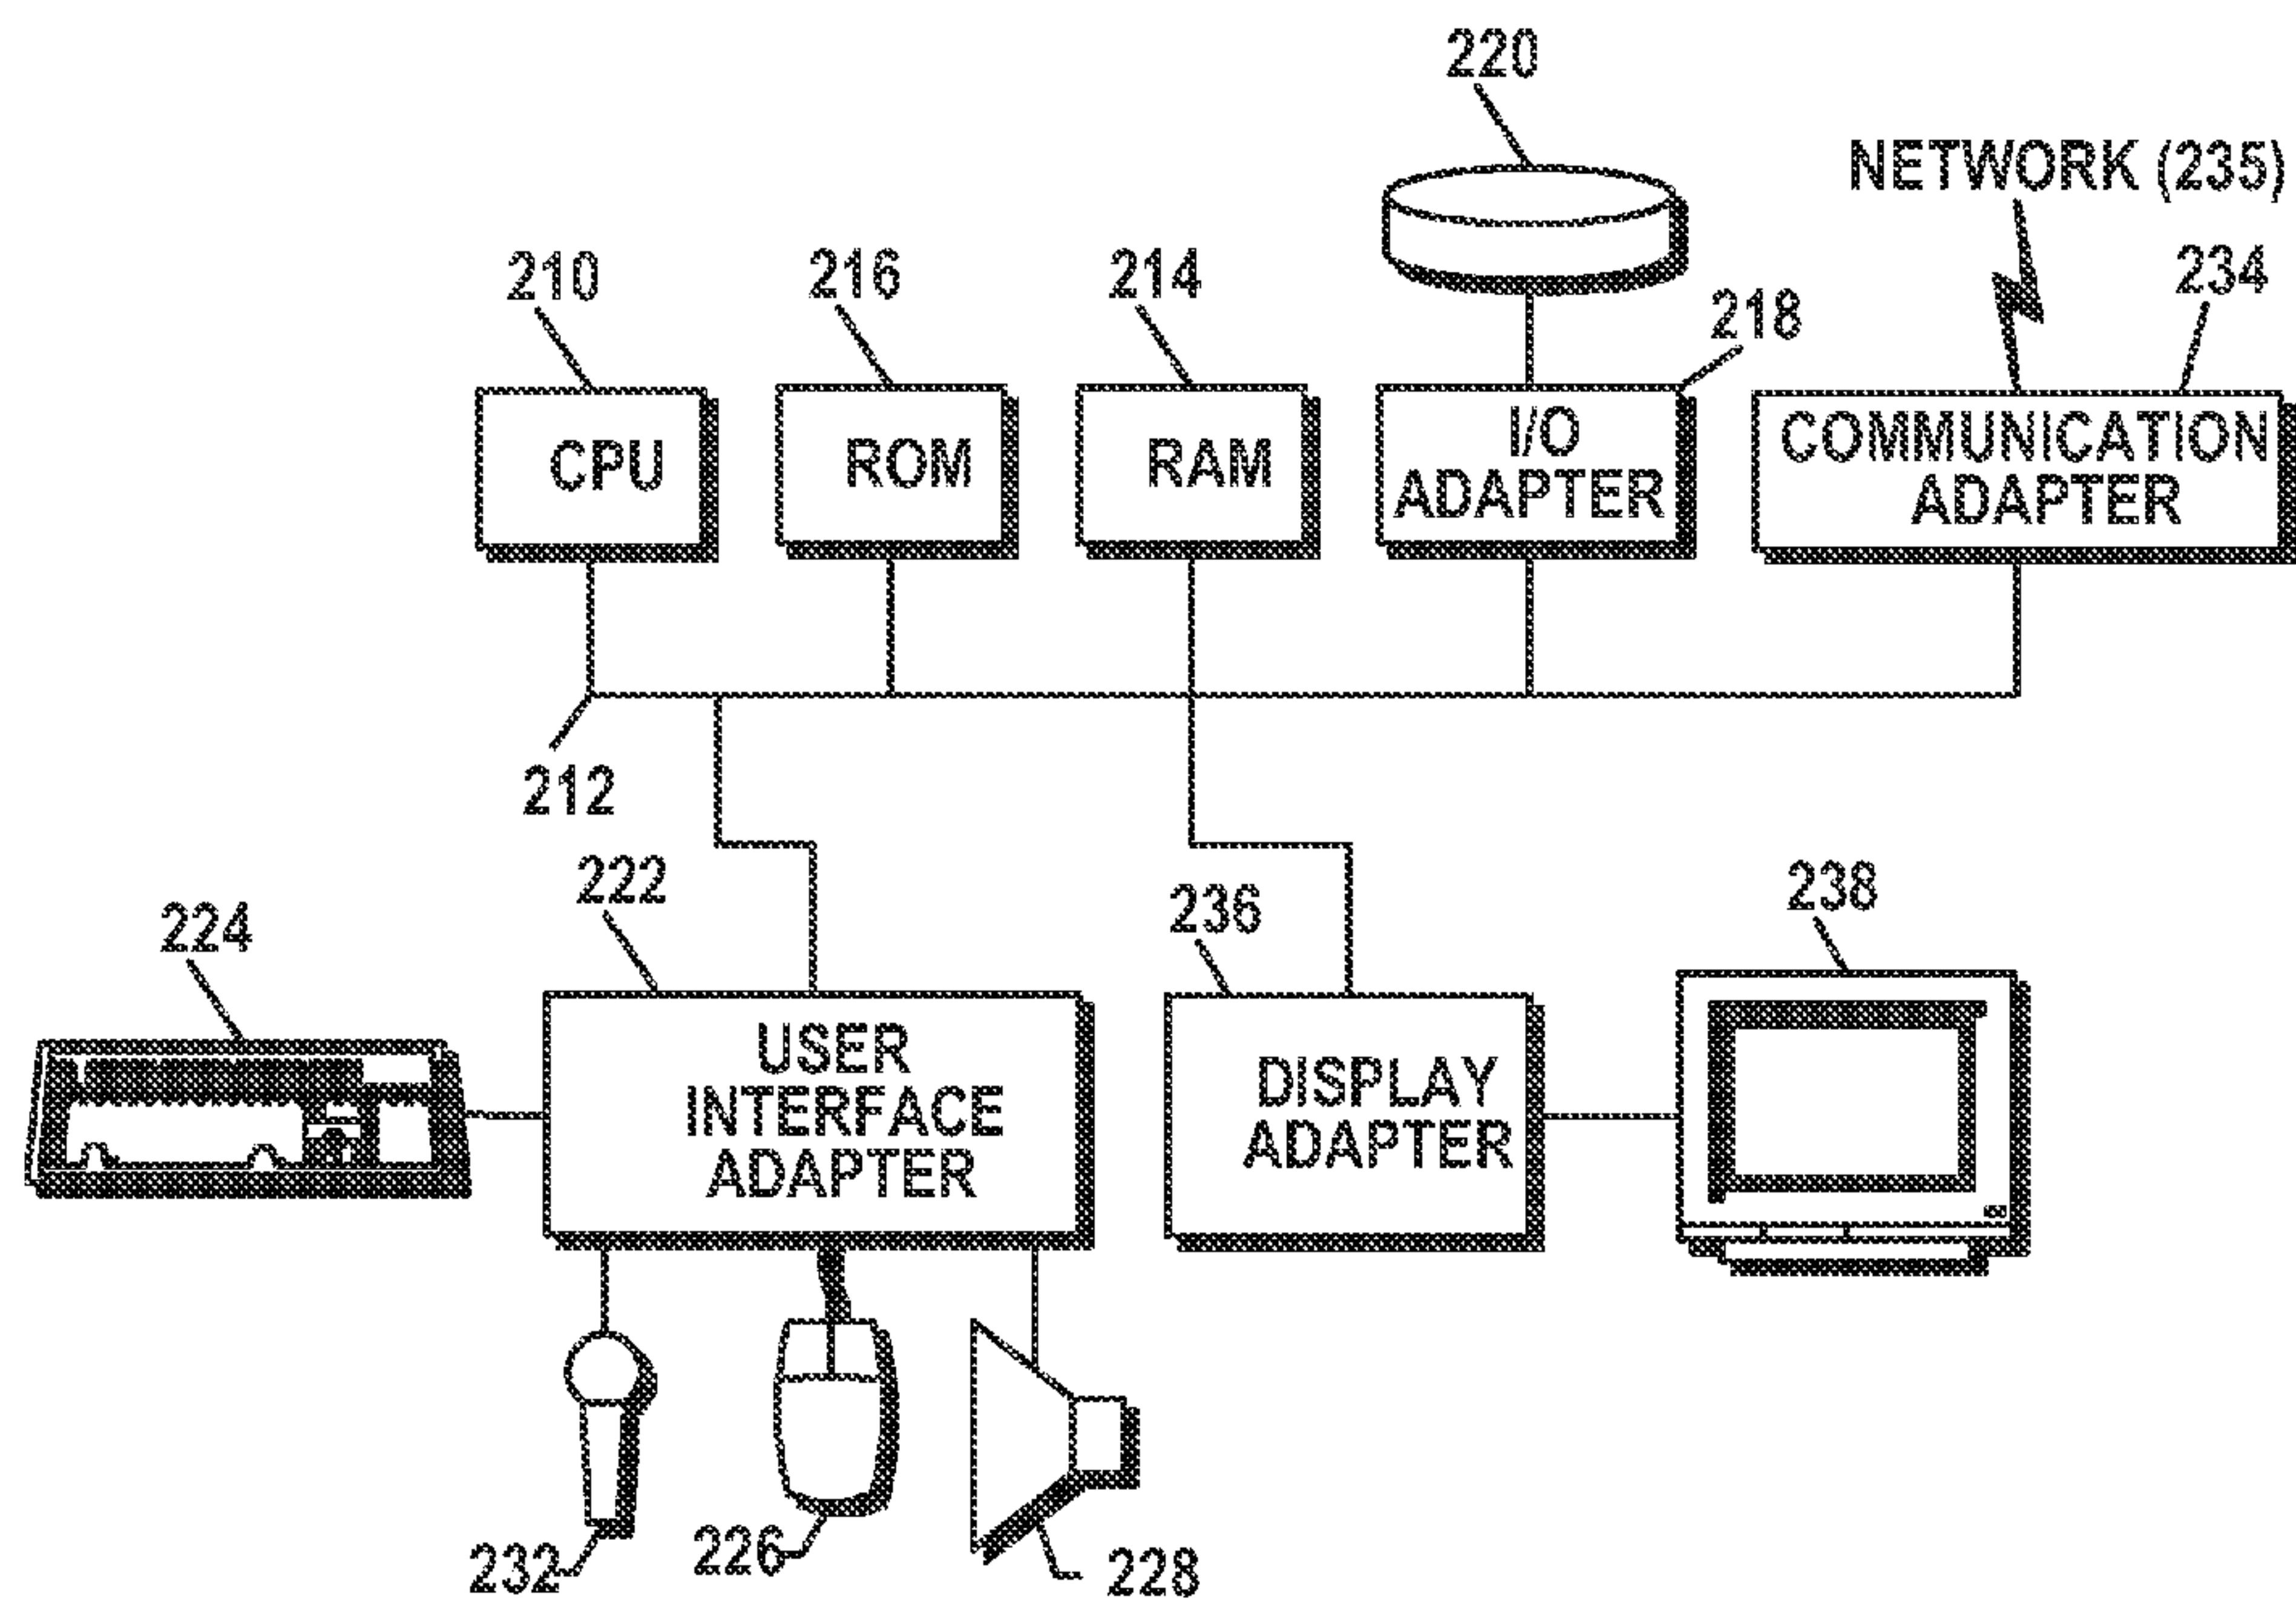 220
NETWORK (235)
210
216
214
218
234
CPU
ROM
RAM
I/O
ADAPTER
COMMUNICATION
ADAPTER
212
222
236
238
224
USER
INTERFACE
ADAPTER
DISPLAY
ADAPTER
232
226
228